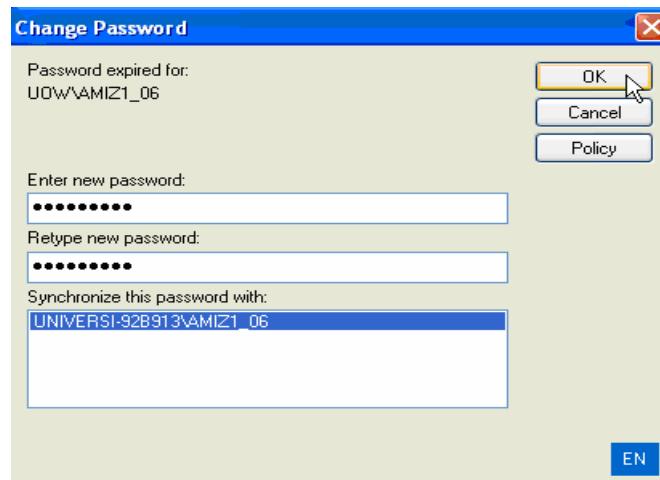 Change Password
Password expired for:
UOW\AMIZ1_06
OK
Cancel
Policy
Enter new password:
●●●●●●●●●
Retype new password:
●●●●●●●●●
Synchronize this password with:
UNIVERSI-92B913\AMIZ1_06
EN